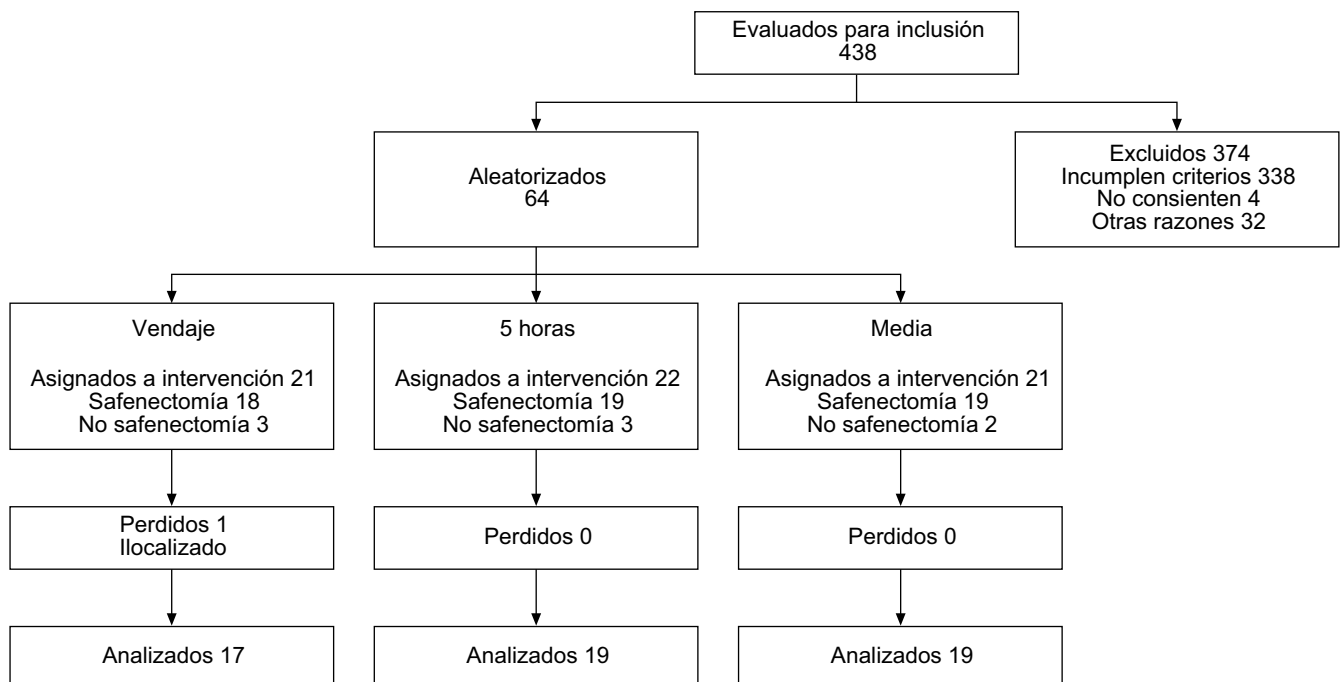 Evaluados para inclusión
438
Aleatorizados
64
Excluidos 374
Incumplen criterios 338
No consienten 4
Otras razones 32
Vendaje
Asignados a intervención 21
Safenectomía 18
No safenectomía 3
5 horas
Asignados a intervención 22
Safenectomía 19
No safenectomía 3
Media
Asignados a intervención 21
Safenectomía 19
No safenectomía 2
Perdidos 1
Ilocalizado
Perdidos 0
Perdidos 0
Analizados 17
Analizados 19
Analizados 19